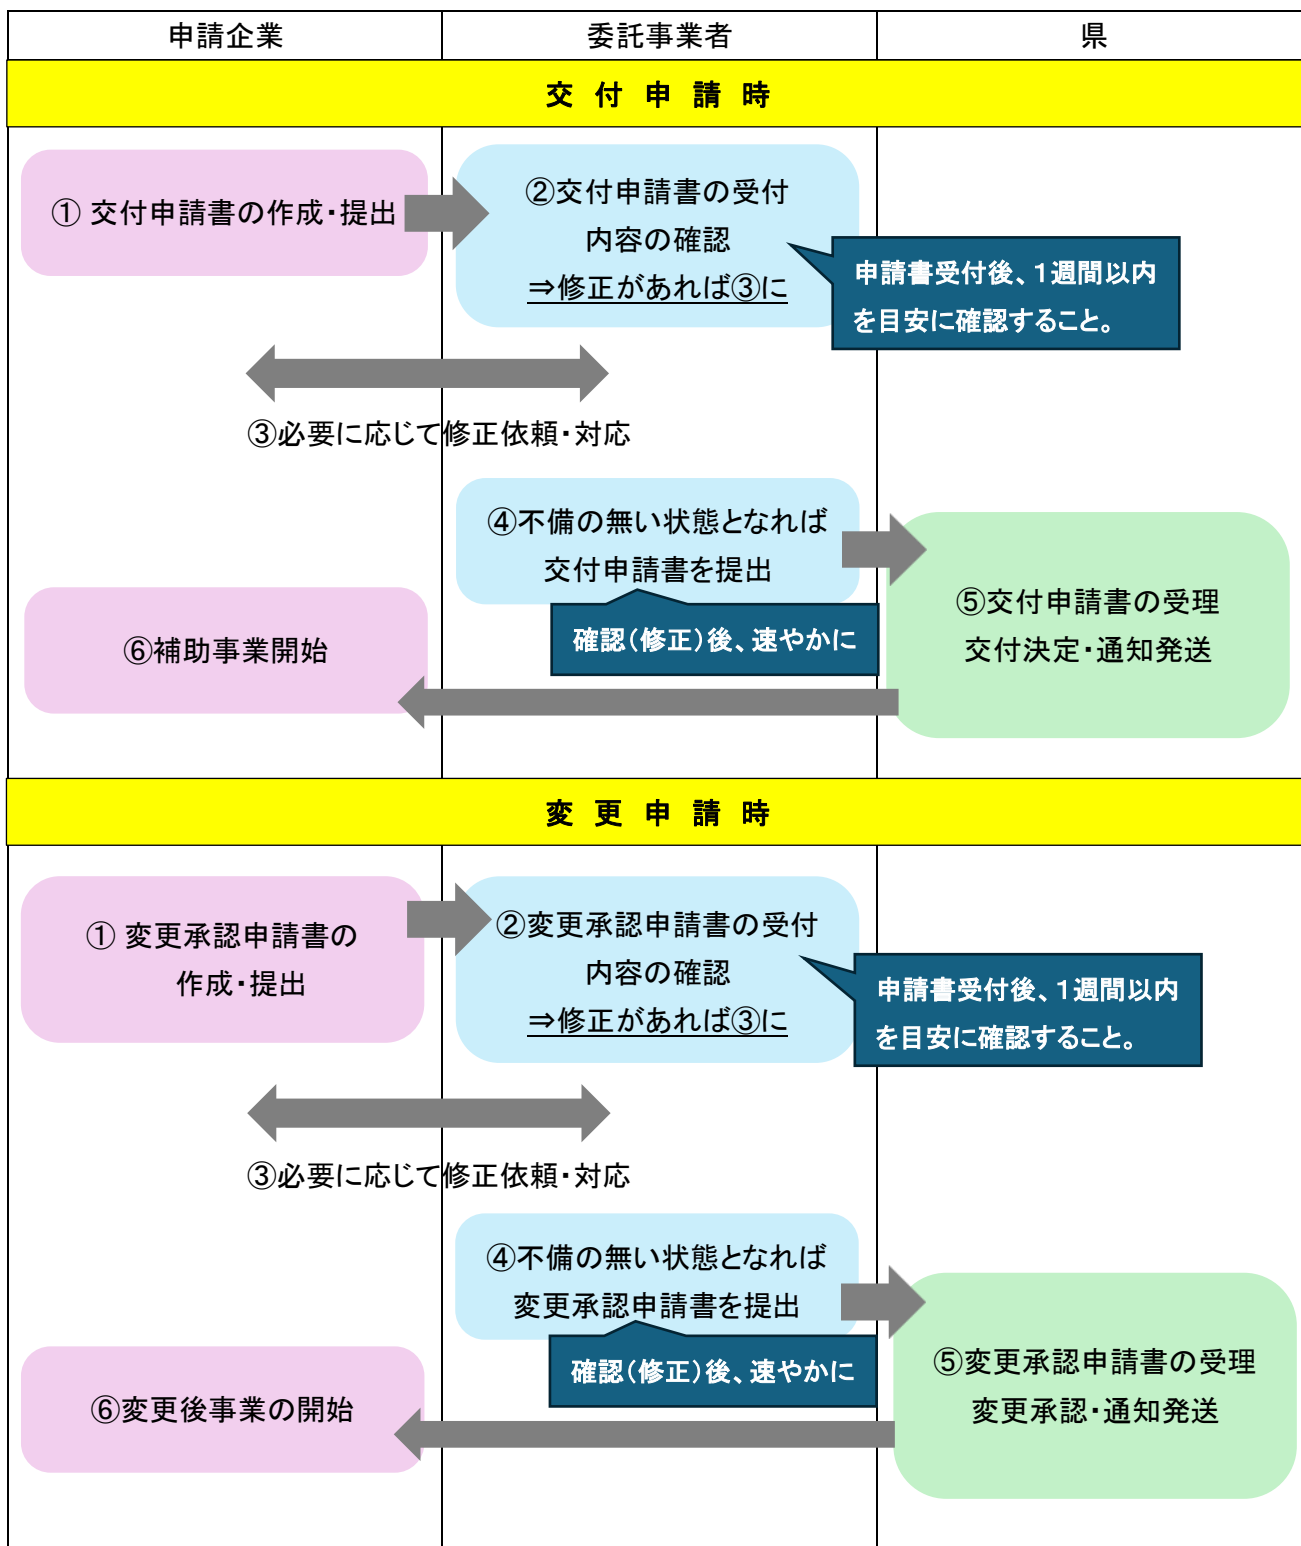 申請企業
委託事業者
県
交付申請時
① 交付申請書の作成・提出
②交付申請書の受付
内容の確認
⇒修正があれば③に
申請書受付後、１週間以内
を目安に確認すること。
③必要に応じて修正依頼・対応
④不備の無い状態となれば
交付申請書を提出
確認（修正）後、速やかに
⑤交付申請書の受理
交付決定・通知発送
⑥補助事業開始
変更申請時
① 変更承認申請書の
作成・提出
②変更承認申請書の受付
内容の確認
⇒修正があれば③に
申請書受付後、１週間以内
を目安に確認すること。
③必要に応じて修正依頼・対応
④不備の無い状態となれば
変更承認申請書を提出
確認（修正）後、速やかに
⑤変更承認申請書の受理
変更承認・通知発送
⑥変更後事業の開始